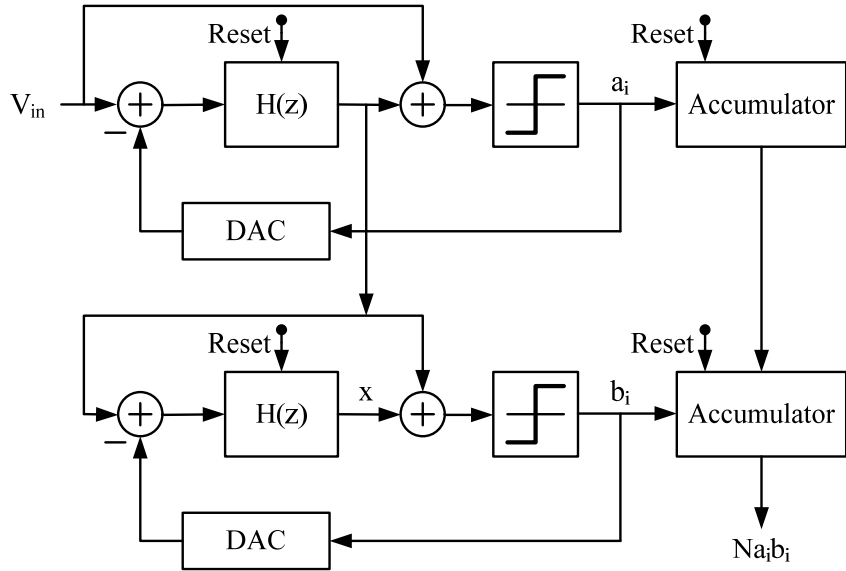 Reset
Reset
V_in
+
H(z)
+
a_i
Accumulator
−
DAC
Reset
Reset
+
H(z)
x
+
b_i
Accumulator
−
DAC
Na_ib_i